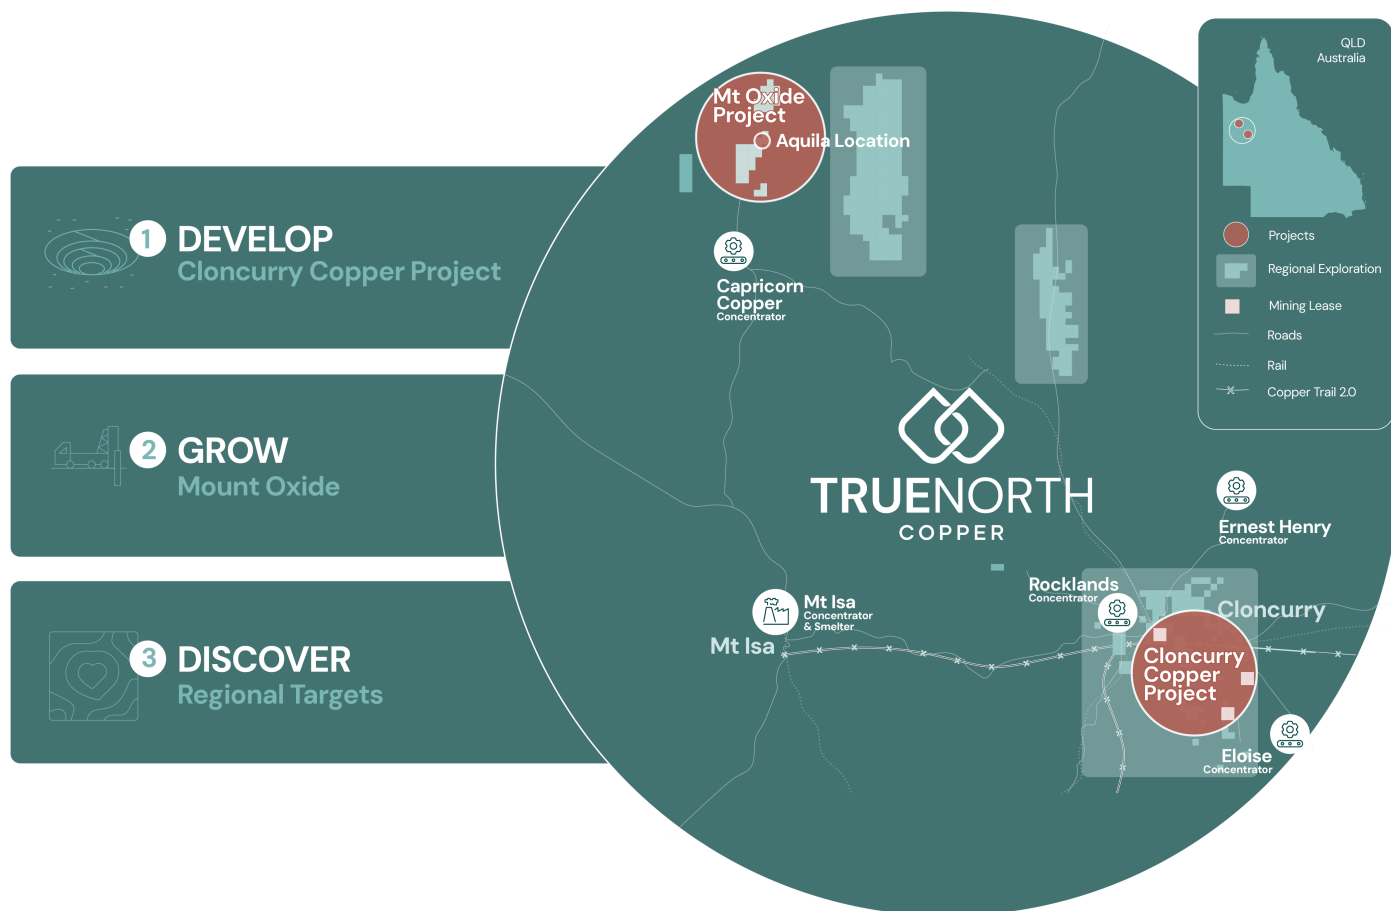 1 DEVELOP
Cloncurry Copper Project
2 GROW
Mount Oxide
3 DISCOVER
Regional Targets
Mt Oxide
Project
Aquila Location
Capricorn
Copper
Concentrator
TRUENORTH
COPPER
Ernest Henry
Concentrator
Rocklands
Concentrator
Mt Isa
Concentrator
& Smelter
Mt Isa
Cloncurry
Cloncurry
Copper
Project
Eloise
Concentrator
QLD
Australia
Projects
Regional Exploration
Mining Lease
Roads
Rail
Copper Trail 2.0